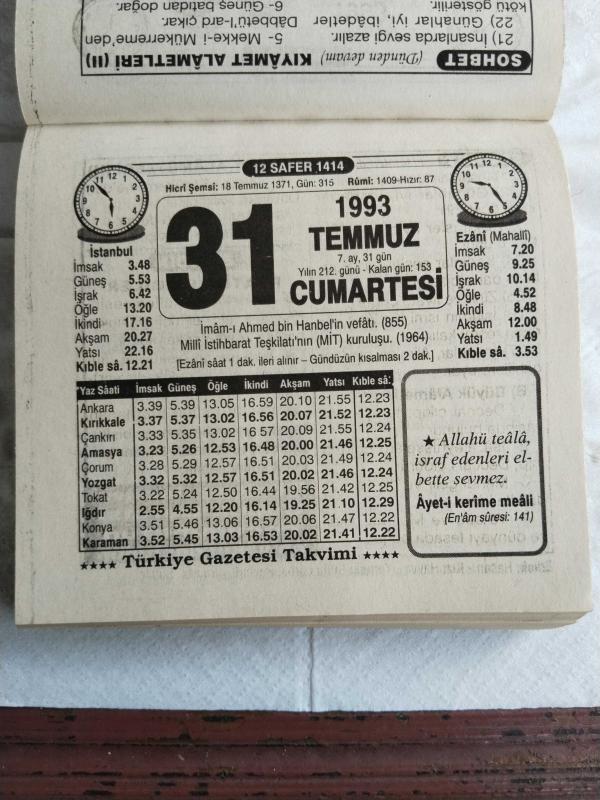 21) İnsanlarda sevgi azalır.
22) Günahlar iyi, ibâdetler
kötü gösterilir.
5- Mekke-i Mükerreme'den
Dâbbetü'l-ard çıkar.
6- Güneş batıdan doğar.
SOHBET (Dünden devam) KIYÂMET ALÂMETLERİ (II)
12 SAFER 1414
Hicrî Şemsî: 18 Temmuz 1371, Gün: 315 Rûmî: 1409-Hızır: 87
31
1993
TEMMUZ
7. ay, 31 gün
Yılın 212. günü - Kalan gün: 153
CUMARTESİ
İstanbul
İmsak 3.48
Güneş 5.53
İşrak 6.42
Öğle 13.20
İkindi 17.16
Akşam 20.27
Yatsı 22.16
Kıble sâ. 12.21
Ezânî (Mahallî)
İmsak 7.20
Güneş 9.25
İşrak 10.14
Öğle 4.52
İkindi 8.48
Akşam 12.00
Yatsı 1.49
Kıble sâ. 3.53
İmâm-ı Ahmed bin Hanbel'in vefâtı. (855)
Millî İstihbarat Teşkilatı'nın (MİT) kuruluşu. (1964)
[Ezânî sâat 1 dak. ileri alınır – Gündüzün kısalması 2 dak.]
Yaz Sâati İmsak Güneş Öğle İkindi Akşam Yatsı Kıble sâ.
Ankara 3.39 5.39 13.05 16.59 20.10 21.55 12.23
Kırıkkale 3.37 5.37 13.02 16.56 20.07 21.52 12.23
Çankırı 3.33 5.35 13.02 16 57 20.09 21.55 12.24
Amasya 3.23 5.26 12.53 16.48 20.00 21.46 12.25
Çorum 3.28 5.29 12.57 16.51 20.03 21.49 12.24
Yozgat 3.32 5.32 12.57 16.51 20.02 21.46 12.24
Tokat 3.22 5.24 12.50 16.44 19.56 21.42 12.25
Iğdır 2.55 4.55 12.20 16.14 19.25 21.10 12.29
Konya 3.51 5.46 13.06 16.57 20.06 21.47 12.22
Karaman 3.52 5.45 13.03 16.53 20.02 21.41 12.22
★ Allahü teâlâ,
israf edenleri el-
bette sevmez.
Âyet-i kerîme meâli
(En'âm sûresi: 141)
★★★★ Türkiye Gazetesi Takvimi ★★★★